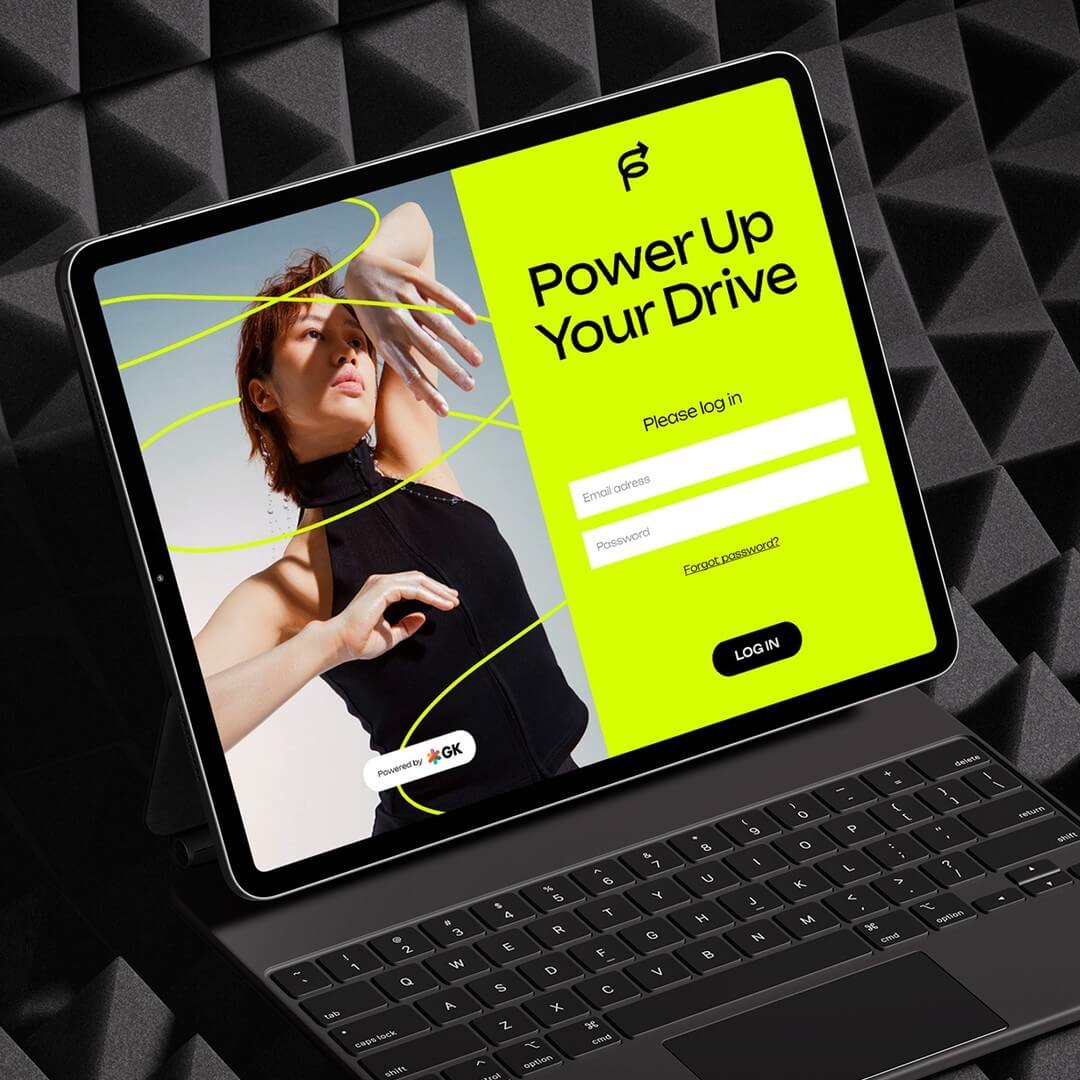 Power Up
Your Drive
Please log in
Email adress
Password
Forgot password?
LOG IN
Powered by GK
delete
~ ` ! 1 @ 2 # 3 $ 4 % 5 ^ 6 & 7 * 8 ( 9 ) 0 _ - + =
tab Q W E R T Y U I O P { [ } ] | \
caps lock A S D F G H J K L : ; " ' return
shift Z X C V B N M < , > . ? / shift
control option ⌘ cmd ⌘ cmd option